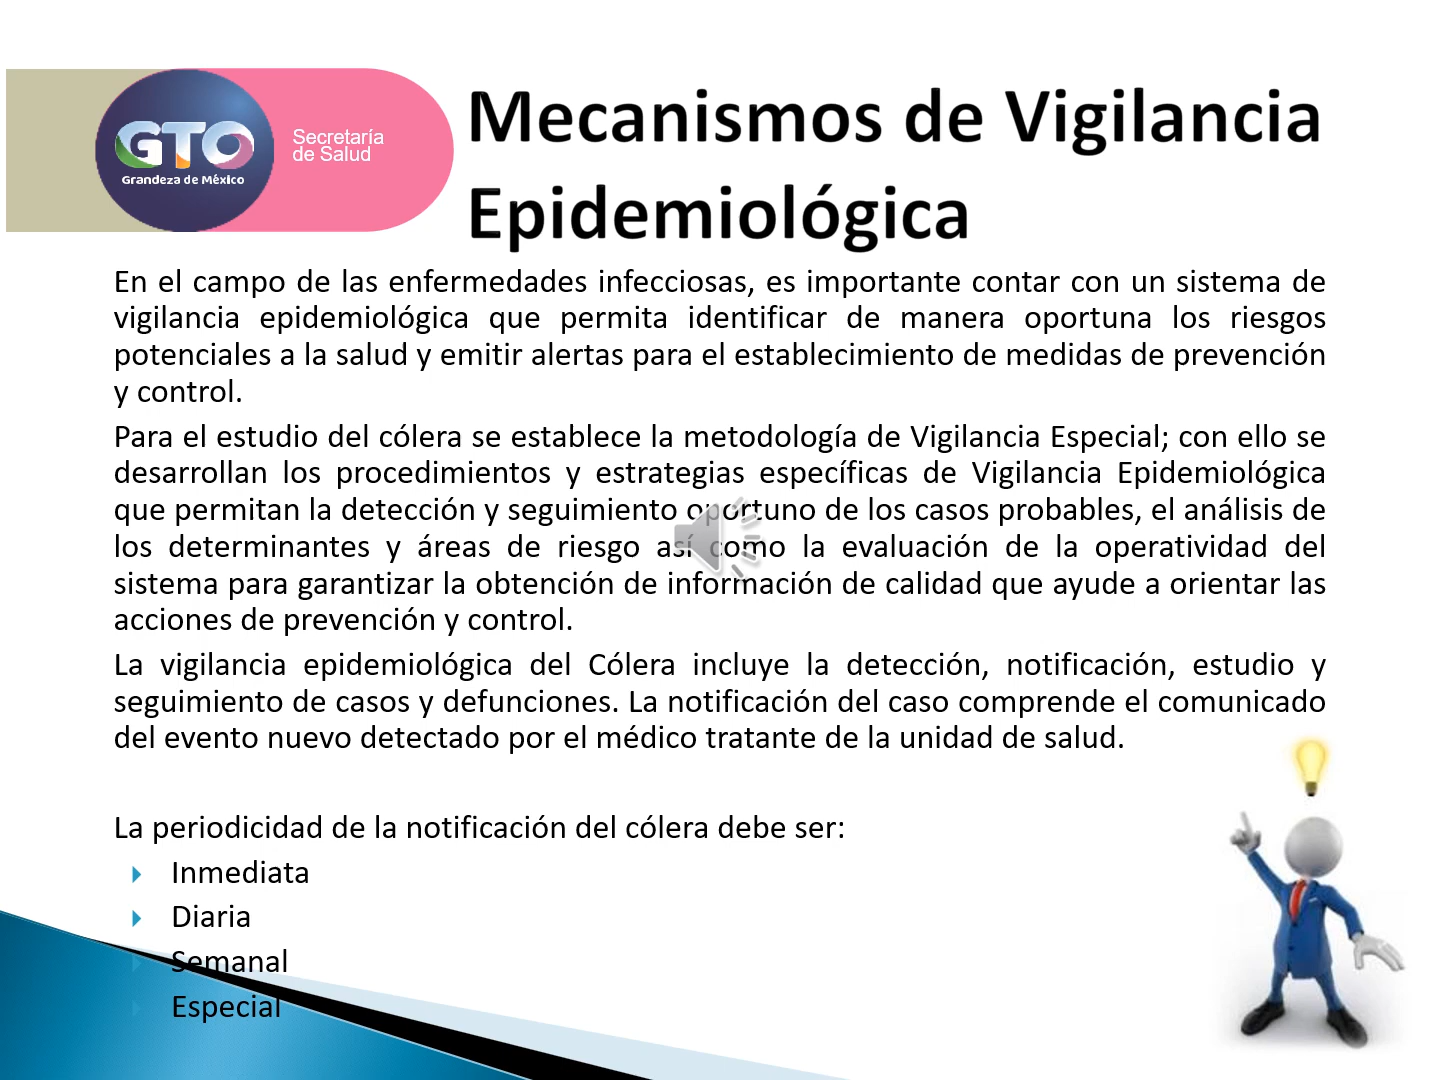 GTO
Grandeza de México
Secretaría
de Salud
Mecanismos de Vigilancia
Epidemiológica
En el campo de las enfermedades infecciosas, es importante contar con un sistema de
vigilancia epidemiológica que permita identificar de manera oportuna los riesgos
potenciales a la salud y emitir alertas para el establecimiento de medidas de prevención
y control.
Para el estudio del cólera se establece la metodología de Vigilancia Especial; con ello se
desarrollan los procedimientos y estrategias específicas de Vigilancia Epidemiológica
que permitan la detección y seguimiento oportuno de los casos probables, el análisis de
los determinantes y áreas de riesgo así como la evaluación de la operatividad del
sistema para garantizar la obtención de información de calidad que ayude a orientar las
acciones de prevención y control.
La vigilancia epidemiológica del Cólera incluye la detección, notificación, estudio y
seguimiento de casos y defunciones. La notificación del caso comprende el comunicado
del evento nuevo detectado por el médico tratante de la unidad de salud.
La periodicidad de la notificación del cólera debe ser:
Inmediata
Diaria
Semanal
Especial